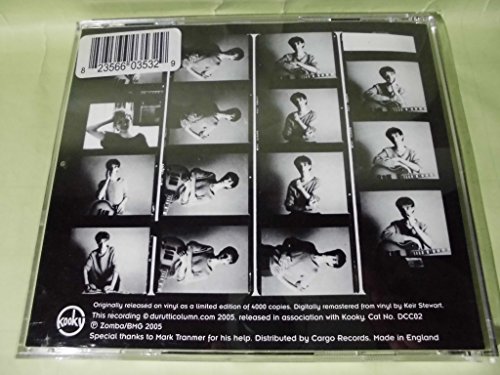 8 23566 03532 9
Originally released on vinyl as a limited edition of 4000 copies. Digitally remastered from vinyl by Keir Stewart.
This recording © durutticolumn.com 2005. released in association with Kooky. Cat No. DCC02
℗ Zomba/BMG 2005
Special thanks to Mark Tranmer for his help. Distributed by Cargo Records. Made in England
kooky